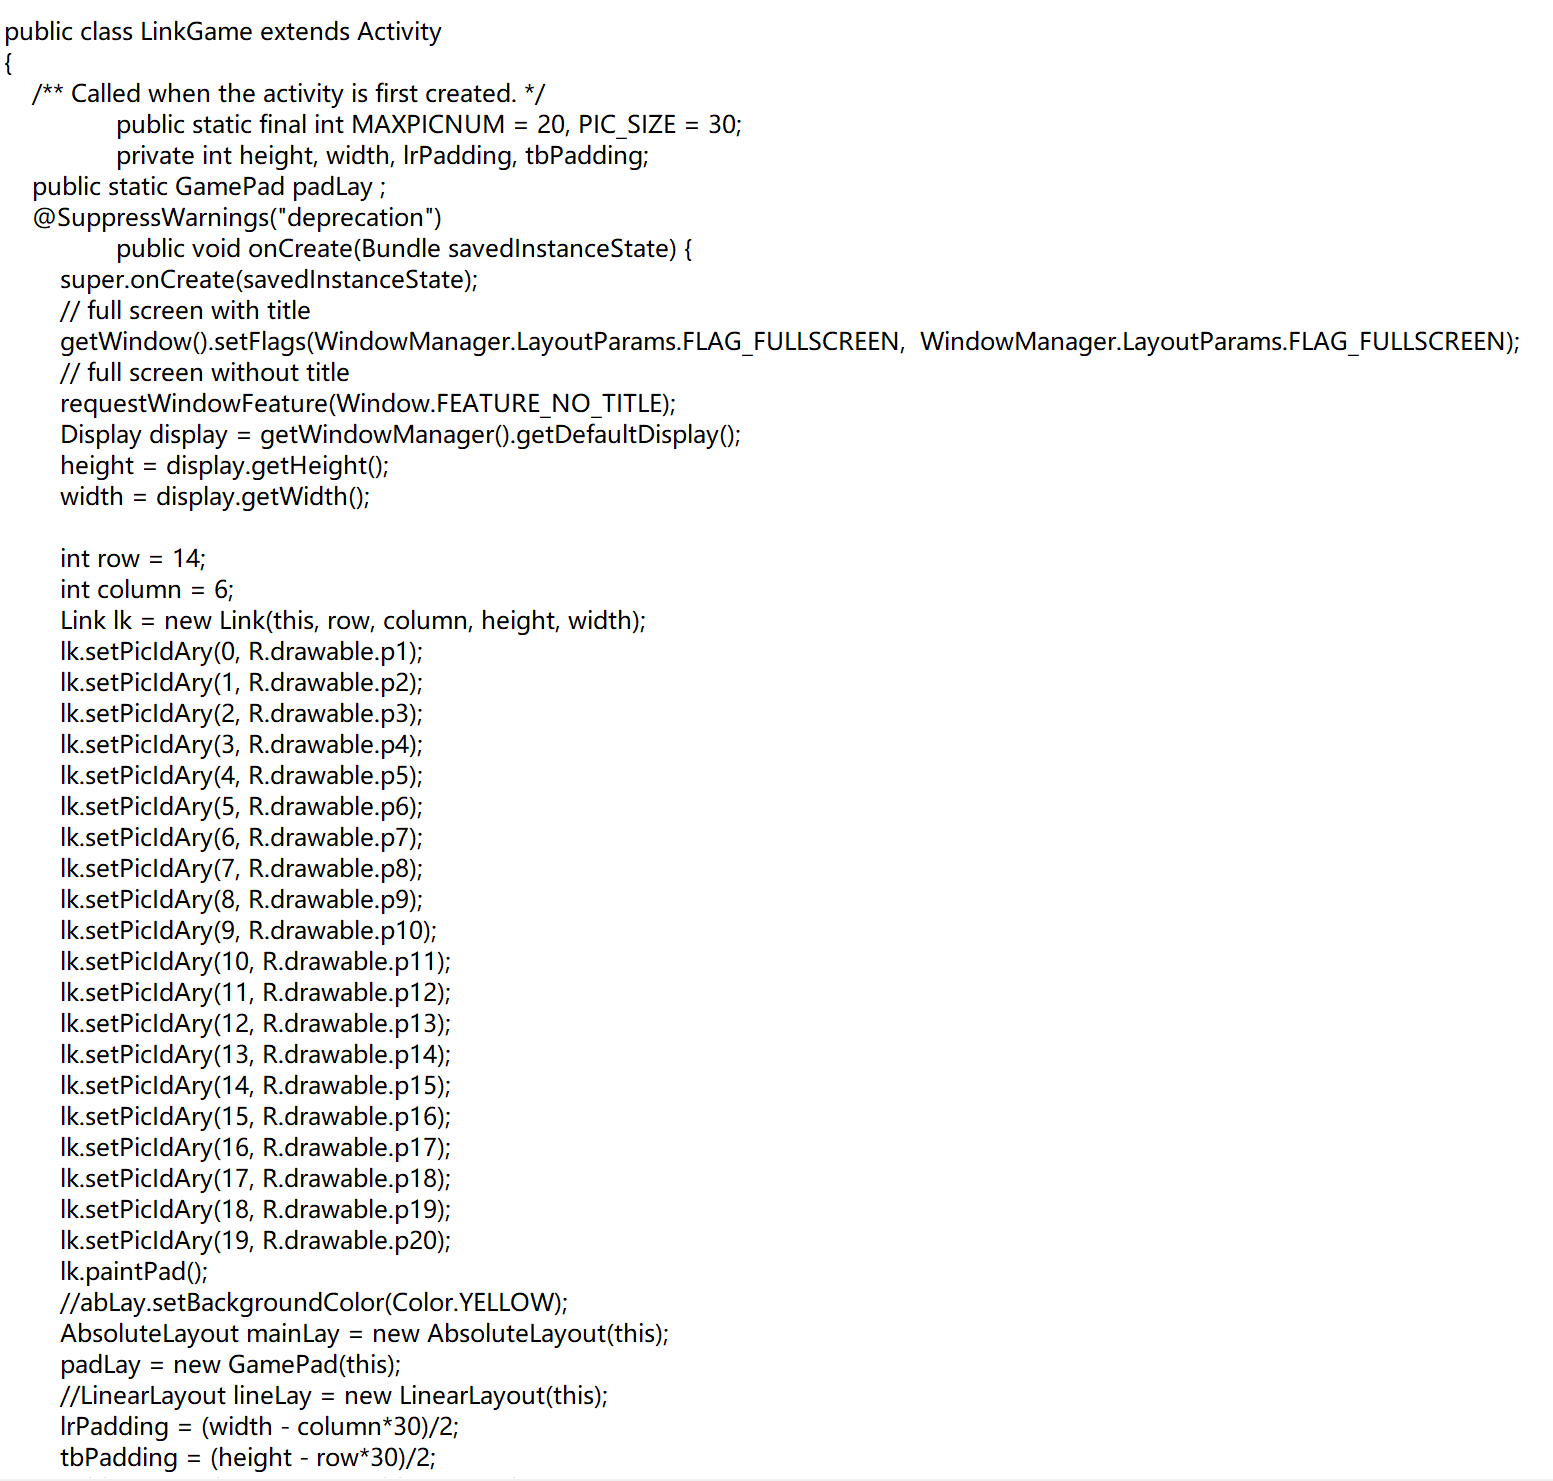 public class LinkGame extends Activity
{
/** Called when the activity is first created. */
public static final int MAXPICNUM = 20, PIC_SIZE = 30;
private int height, width, lrPadding, tbPadding;
public static GamePad padLay ;
@SuppressWarnings("deprecation")
public void onCreate(Bundle savedInstanceState) {
super.onCreate(savedInstanceState);
// full screen with title
getWindow().setFlags(WindowManager.LayoutParams.FLAG_FULLSCREEN,  WindowManager.LayoutParams.FLAG_FULLSCREEN);
// full screen without title
requestWindowFeature(Window.FEATURE_NO_TITLE);
Display display = getWindowManager().getDefaultDisplay();
height = display.getHeight();
width = display.getWidth();
int row = 14;
int column = 6;
Link lk = new Link(this, row, column, height, width);
lk.setPicIdAry(0, R.drawable.p1);
lk.setPicIdAry(1, R.drawable.p2);
lk.setPicIdAry(2, R.drawable.p3);
lk.setPicIdAry(3, R.drawable.p4);
lk.setPicIdAry(4, R.drawable.p5);
lk.setPicIdAry(5, R.drawable.p6);
lk.setPicIdAry(6, R.drawable.p7);
lk.setPicIdAry(7, R.drawable.p8);
lk.setPicIdAry(8, R.drawable.p9);
lk.setPicIdAry(9, R.drawable.p10);
lk.setPicIdAry(10, R.drawable.p11);
lk.setPicIdAry(11, R.drawable.p12);
lk.setPicIdAry(12, R.drawable.p13);
lk.setPicIdAry(13, R.drawable.p14);
lk.setPicIdAry(14, R.drawable.p15);
lk.setPicIdAry(15, R.drawable.p16);
lk.setPicIdAry(16, R.drawable.p17);
lk.setPicIdAry(17, R.drawable.p18);
lk.setPicIdAry(18, R.drawable.p19);
lk.setPicIdAry(19, R.drawable.p20);
lk.paintPad();
//abLay.setBackgroundColor(Color.YELLOW);
AbsoluteLayout mainLay = new AbsoluteLayout(this);
padLay = new GamePad(this);
//LinearLayout lineLay = new LinearLayout(this);
lrPadding = (width - column*30)/2;
tbPadding = (height - row*30)/2;